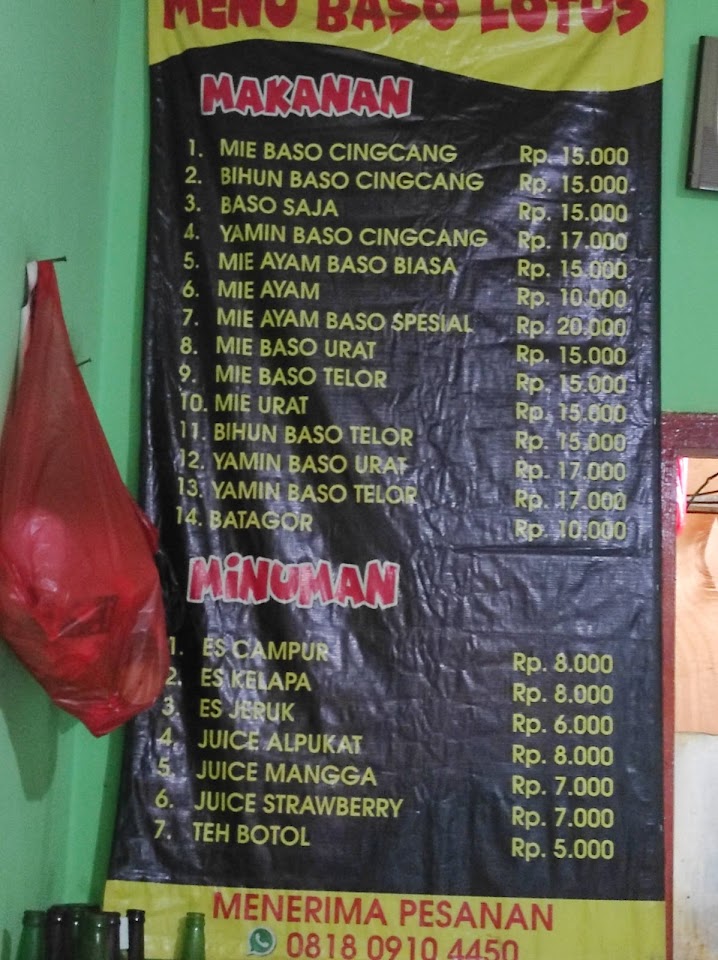 MENU BASO LOTUS
MAKANAN
1. MIE BASO CINGCANG Rp. 15.000
2. BIHUN BASO CINGCANG Rp. 15.000
3. BASO SAJA Rp. 15.000
4. YAMIN BASO CINGCANG Rp. 17.000
5. MIE AYAM BASO BIASA Rp. 15.000
6. MIE AYAM Rp. 10.000
7. MIE AYAM BASO SPESIAL Rp. 20.000
8. MIE BASO URAT Rp. 15.000
9. MIE BASO TELOR Rp. 15.000
10. MIE URAT Rp. 15.000
11. BIHUN BASO TELOR Rp. 15.000
12. YAMIN BASO URAT Rp. 17.000
13. YAMIN BASO TELOR Rp. 17.000
14. BATAGOR Rp. 10.000
MiNUMAN
1. ES CAMPUR Rp. 8.000
2. ES KELAPA Rp. 8.000
3. ES JERUK Rp. 6.000
4. JUICE ALPUKAT Rp. 8.000
5. JUICE MANGGA Rp. 7.000
6. JUICE STRAWBERRY Rp. 7.000
7. TEH BOTOL Rp. 5.000
MENERIMA PESANAN
0818 0910 4450